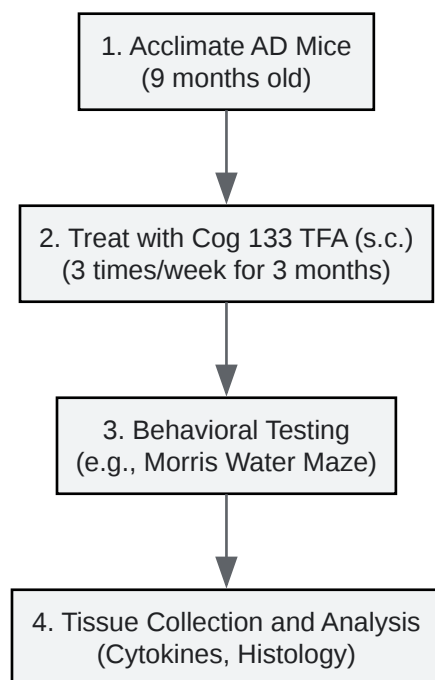 1. Acclimate AD Mice
(9 months old)
2. Treat with Cog 133 TFA (s.c.)
(3 times/week for 3 months)
3. Behavioral Testing
(e.g., Morris Water Maze)
4. Tissue Collection and Analysis
(Cytokines, Histology)